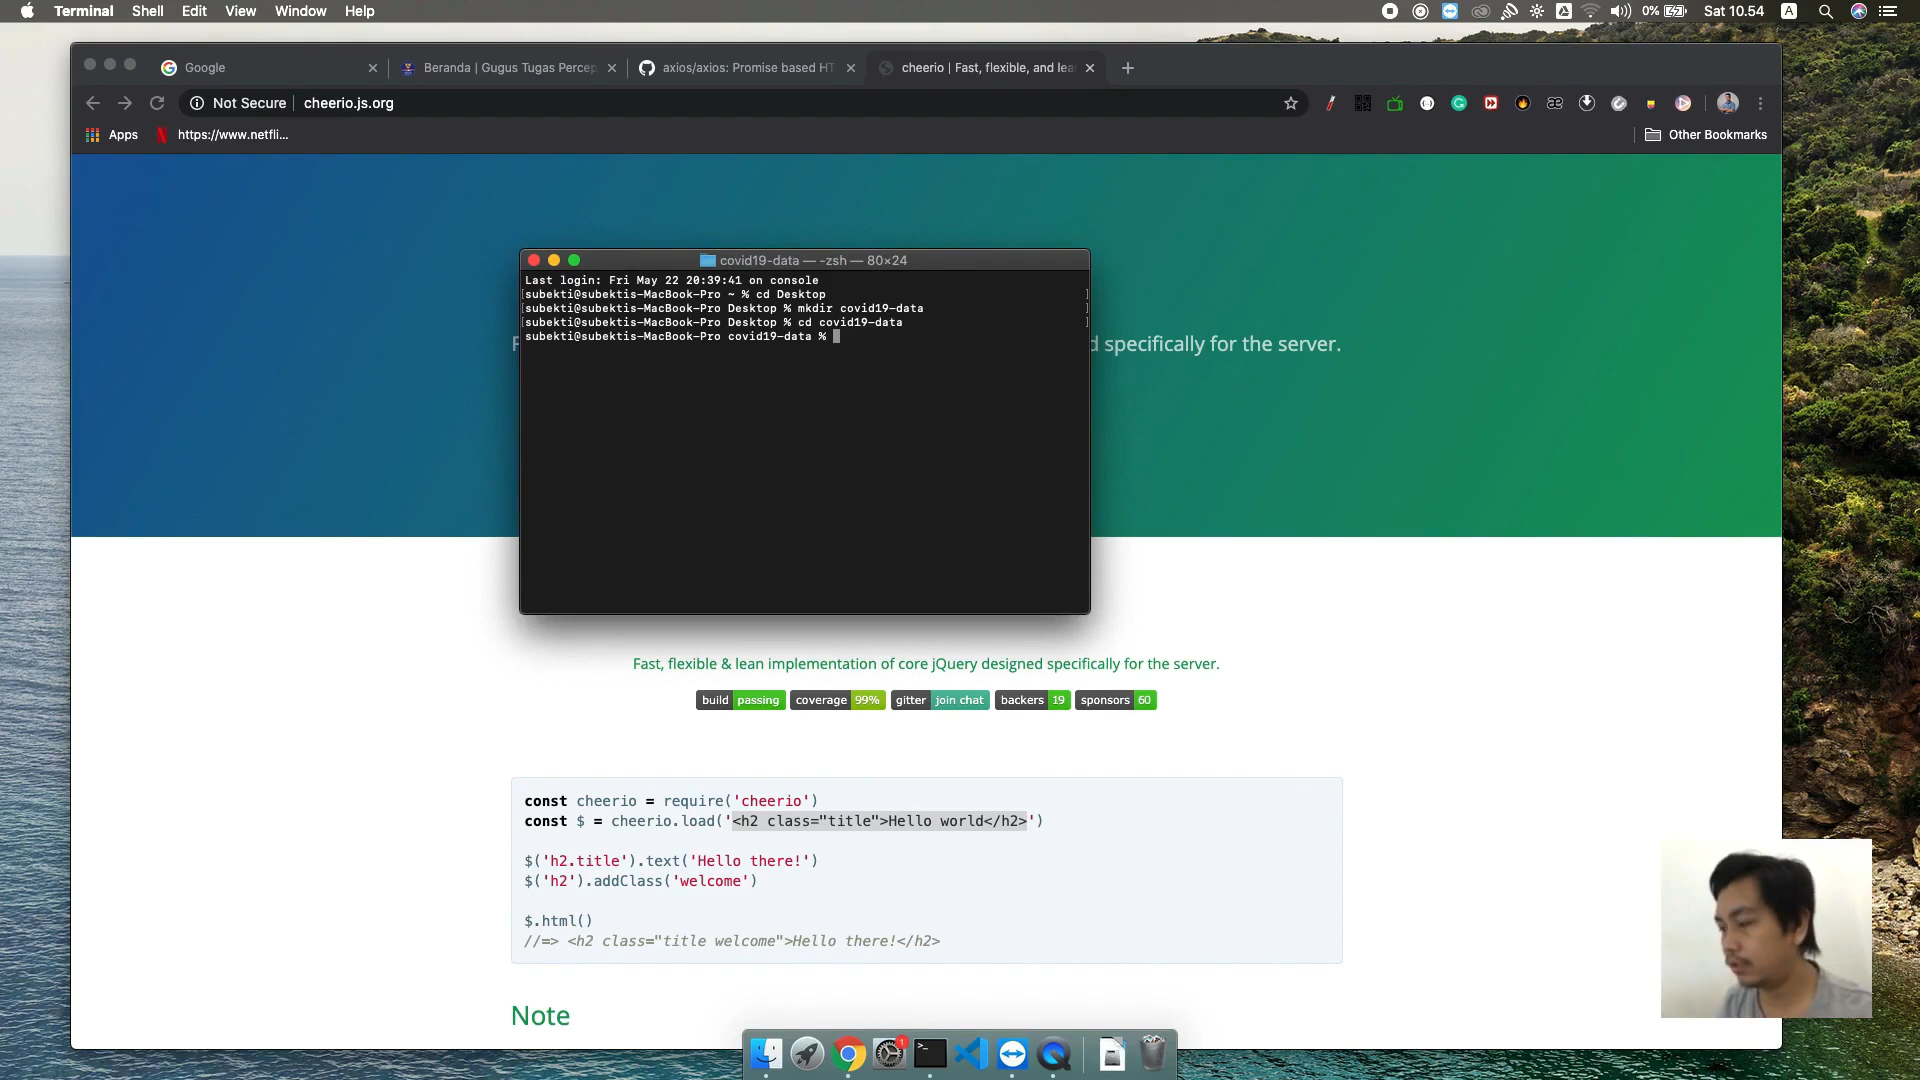 Terminal Shell Edit View Window Help
0% Sat 10.54 A
Google
Beranda | Gugus Tugas Percep
axios/axios: Promise based HT
cheerio | Fast, flexible, and lea
Not Secure cheerio.js.org
Apps https://www.netfli... Other Bookmarks
covid19-data — -zsh — 80×24
Last login: Fri May 22 20:39:41 on console
[subekti@subektis-MacBook-Pro ~ % cd Desktop ]
[subekti@subektis-MacBook-Pro Desktop % mkdir covid19-data ]
[subekti@subektis-MacBook-Pro Desktop % cd covid19-data ]
subekti@subektis-MacBook-Pro covid19-data %
d specifically for the server.
Fast, flexible & lean implementation of core jQuery designed specifically for the server.
build passing coverage 99% gitter join chat backers 19 sponsors 60
const cheerio = require('cheerio')
const $ = cheerio.load('<h2 class="title">Hello world</h2>')
$('h2.title').text('Hello there!')
$('h2').addClass('welcome')
$.html()
//=> <h2 class="title welcome">Hello there!</h2>
Note
1